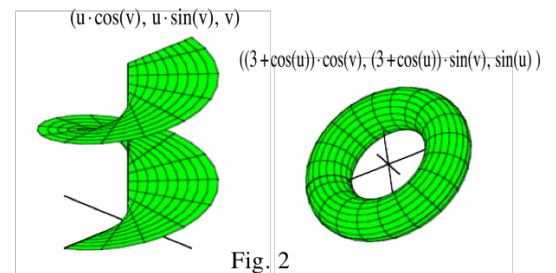 (u·cos(v), u·sin(v), v)
((3+cos(u))·cos(v), (3+cos(u))·sin(v), sin(u) )
Fig. 2